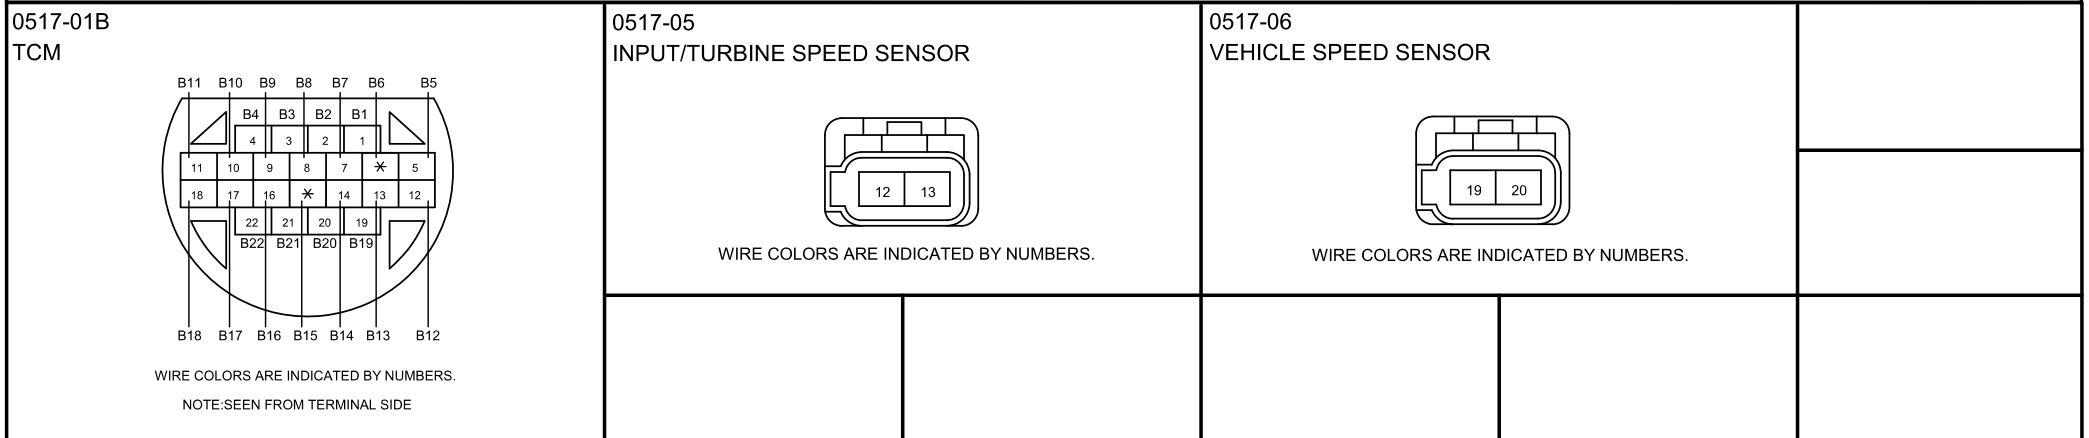 0517-01B
TCM
B11 B10 B9 B8 B7 B6 B5
B4 B3 B2 B1
4 3 2 1
11 10 9 8 7 * 5
18 17 16 * 14 13 12
22 21 20 19
B22 B21 B20 B19
B18 B17 B16 B15 B14 B13 B12
WIRE COLORS ARE INDICATED BY NUMBERS.
NOTE:SEEN FROM TERMINAL SIDE
0517-05
INPUT/TURBINE SPEED SENSOR
12 13
WIRE COLORS ARE INDICATED BY NUMBERS.
0517-06
VEHICLE SPEED SENSOR
19 20
WIRE COLORS ARE INDICATED BY NUMBERS.